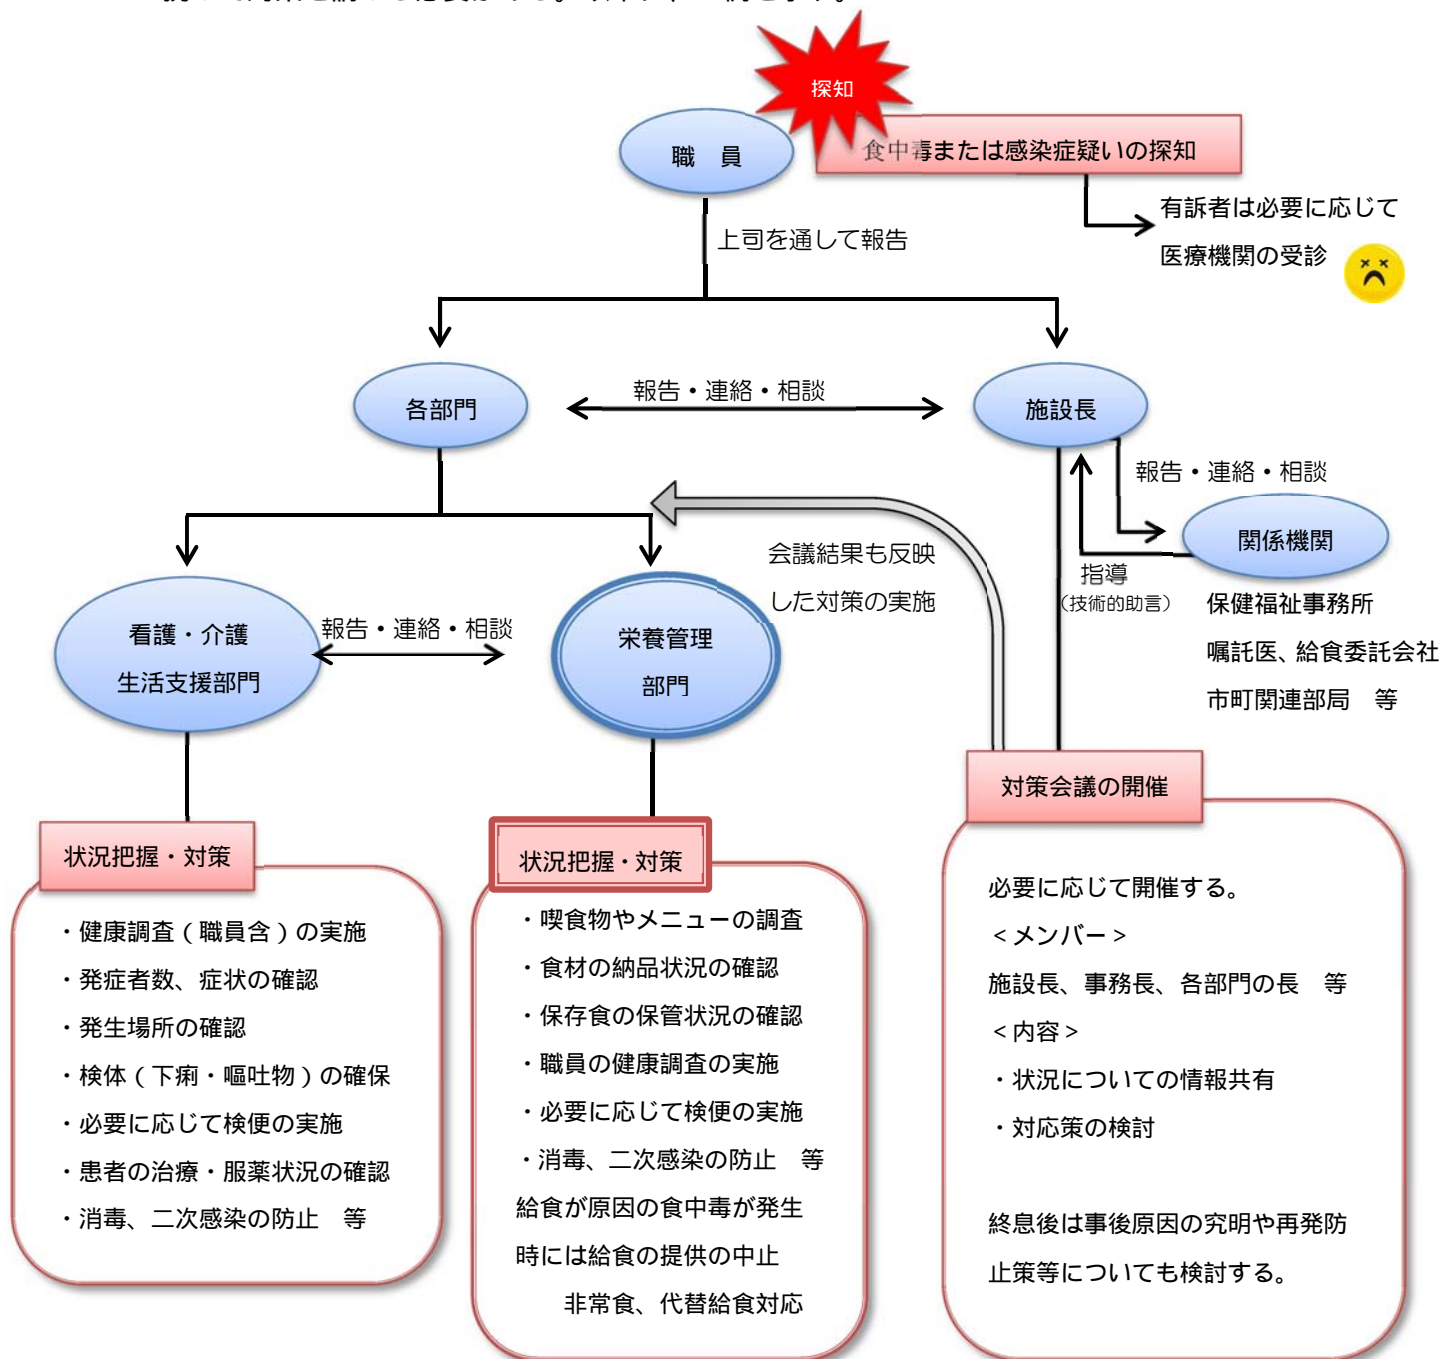 探知
職　員
食中毒または感染症疑いの探知
有訴者は必要に応じて
医療機関の受診
上司を通して報告
各部門
報告・連絡・相談
施設長
報告・連絡・相談
関係機関
指導
（技術的助言）
保健福祉事務所
嘱託医、給食委託会社
市町関連部局　等
会議結果も反映
した対策の実施
看護・介護
生活支援部門
報告・連絡・相談
栄養管理
部門
状況把握・対策
・健康調査（職員含）の実施
・発症者数、症状の確認
・発生場所の確認
・検体（下痢・嘔吐物）の確保
・必要に応じて検便の実施
・患者の治療・服薬状況の確認
・消毒、二次感染の防止　等
状況把握・対策
・喫食物やメニューの調査
・食材の納品状況の確認
・保存食の保管状況の確認
・職員の健康調査の実施
・必要に応じて検便の実施
・消毒、二次感染の防止　等
給食が原因の食中毒が発生
時には給食の提供の中止
非常食、代替給食対応
対策会議の開催
必要に応じて開催する。
＜メンバー＞
施設長、事務長、各部門の長　等
＜内容＞
・状況についての情報共有
・対応策の検討
終息後は事後原因の究明や再発防
止策等についても検討する。